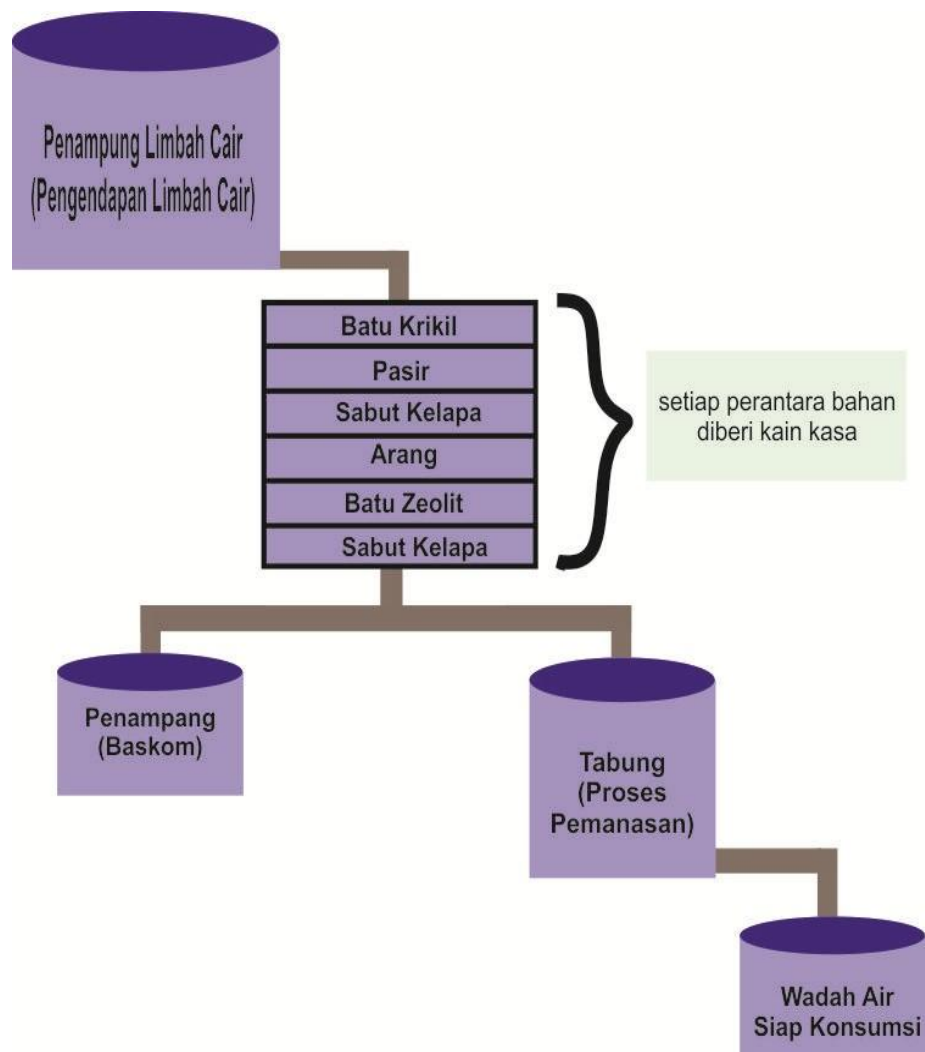 Penampung Limbah Cair
(Pengendapan Limbah Cair)
Batu Krikil
Pasir
Sabut Kelapa
Arang
Batu Zeolit
Sabut Kelapa
setiap perantara bahan
diberi kain kasa
Penampang
(Baskom)
Tabung
(Proses
Pemanasan)
Wadah Air
Siap Konsumsi